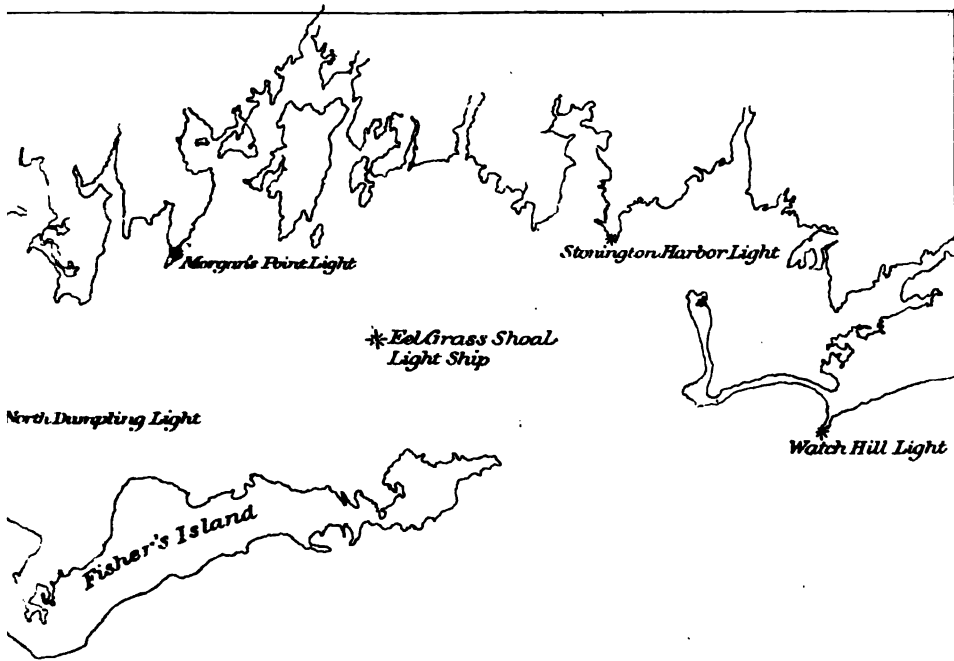 Morgan's Point Light
Stonington Harbor Light
Eel Grass Shoal
Light Ship
North Dumpling Light
Watch Hill Light
Fisher's Island